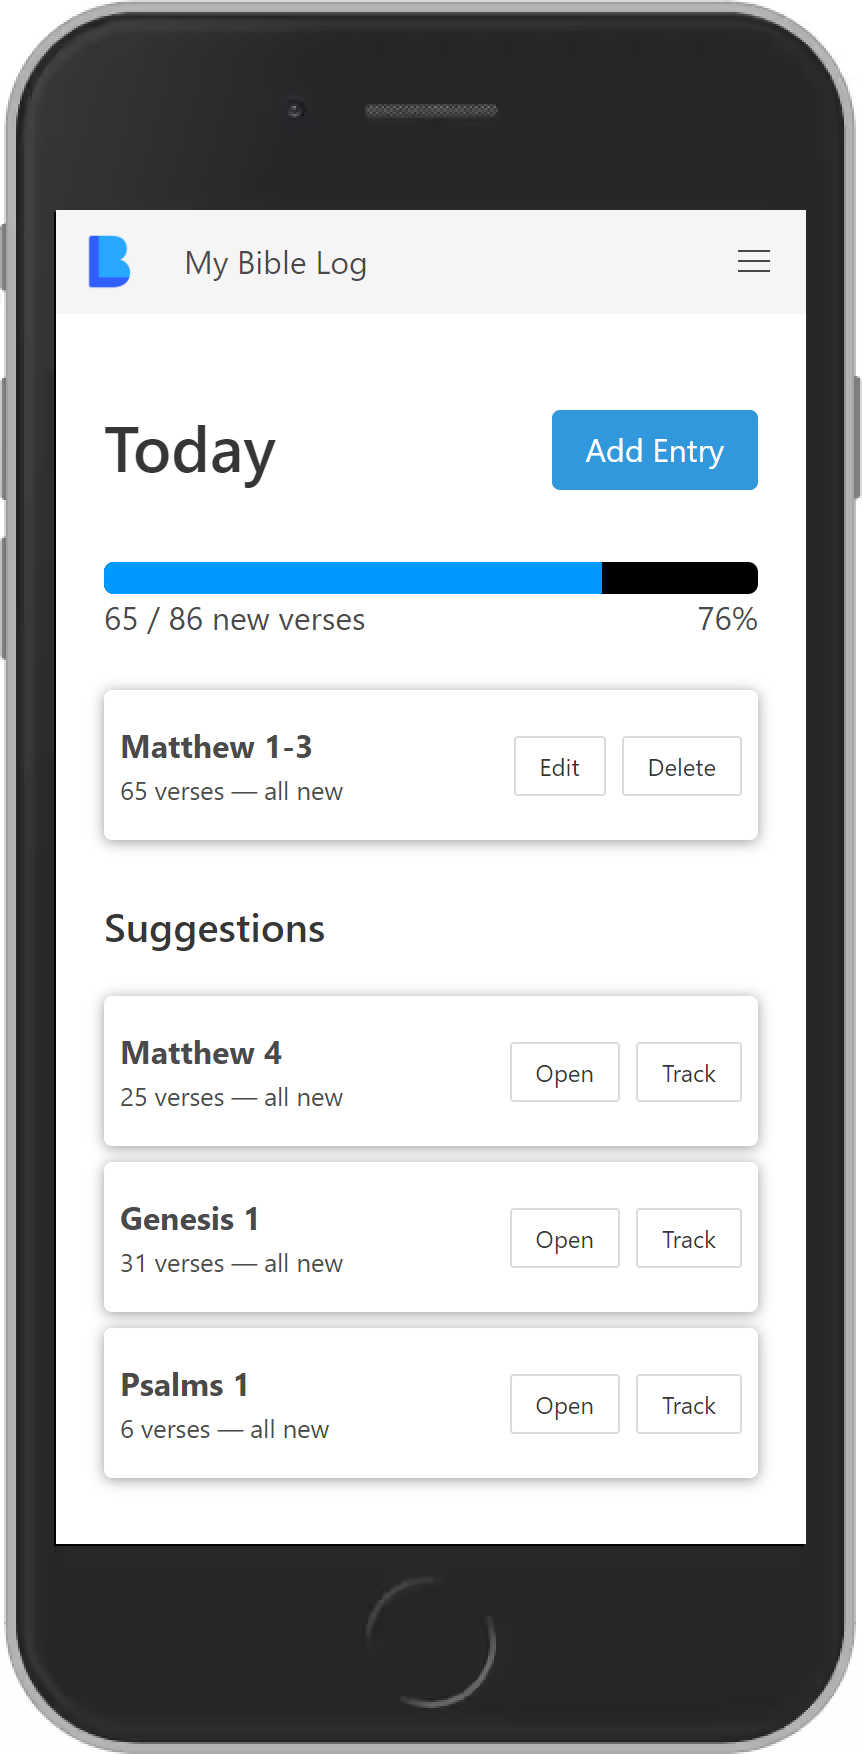 My Bible Log
Today
Add Entry
65 / 86 new verses
76%
Matthew 1-3
65 verses — all new
Edit
Delete
Suggestions
Matthew 4
25 verses — all new
Open
Track
Genesis 1
31 verses — all new
Open
Track
Psalms 1
6 verses — all new
Open
Track